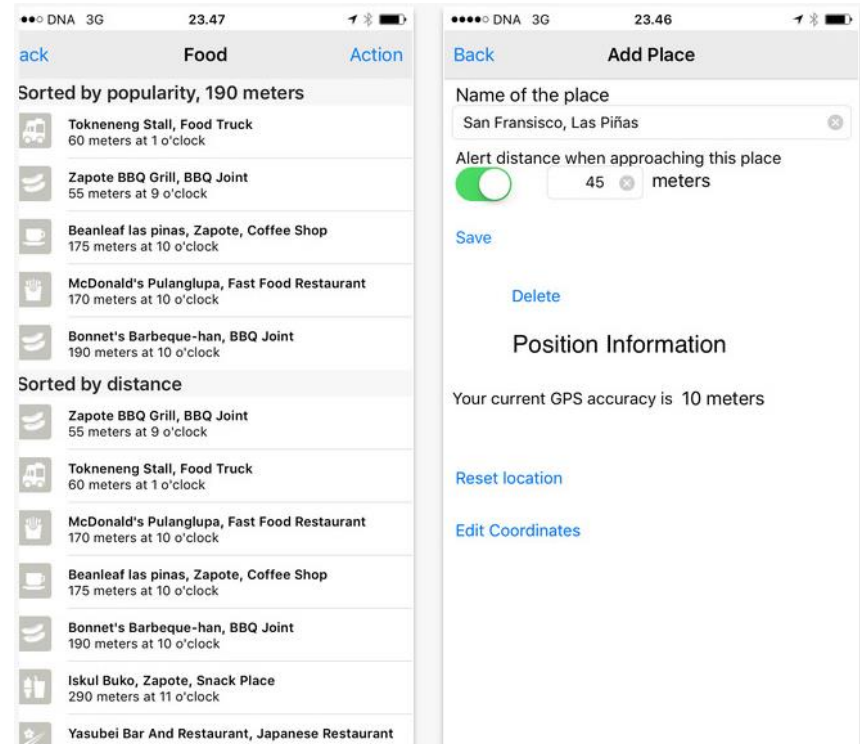 DNA 3G 23.47
ack Food Action
Sorted by popularity, 190 meters
Tokneneng Stall, Food Truck
60 meters at 1 o'clock
Zapote BBQ Grill, BBQ Joint
55 meters at 9 o'clock
Beanleaf las pinas, Zapote, Coffee Shop
175 meters at 10 o'clock
McDonald's Pulanglupa, Fast Food Restaurant
170 meters at 10 o'clock
Bonnet's Barbeque-han, BBQ Joint
190 meters at 10 o'clock
Sorted by distance
Zapote BBQ Grill, BBQ Joint
55 meters at 9 o'clock
Tokneneng Stall, Food Truck
60 meters at 1 o'clock
McDonald's Pulanglupa, Fast Food Restaurant
170 meters at 10 o'clock
Beanleaf las pinas, Zapote, Coffee Shop
175 meters at 10 o'clock
Bonnet's Barbeque-han, BBQ Joint
190 meters at 10 o'clock
Iskul Buko, Zapote, Snack Place
290 meters at 11 o'clock
Yasubei Bar And Restaurant, Japanese Restaurant
DNA 3G 23.46
Back Add Place
Name of the place
San Fransisco, Las Piñas
Alert distance when approaching this place
45 meters
Save
Delete
Position Information
Your current GPS accuracy is 10 meters
Reset location
Edit Coordinates